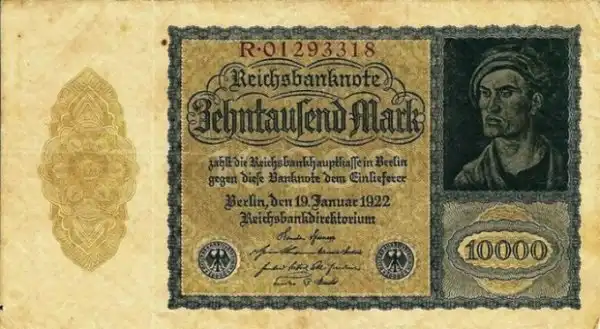 R·01293318
Reichsbanknote
Zehntausend Mark
zahlt die Reichsbankhauptkasse in Berlin
gegen diese Banknote dem Einlieferer
Berlin, den 19. Januar 1922
Reichsbankdirektorium
10000